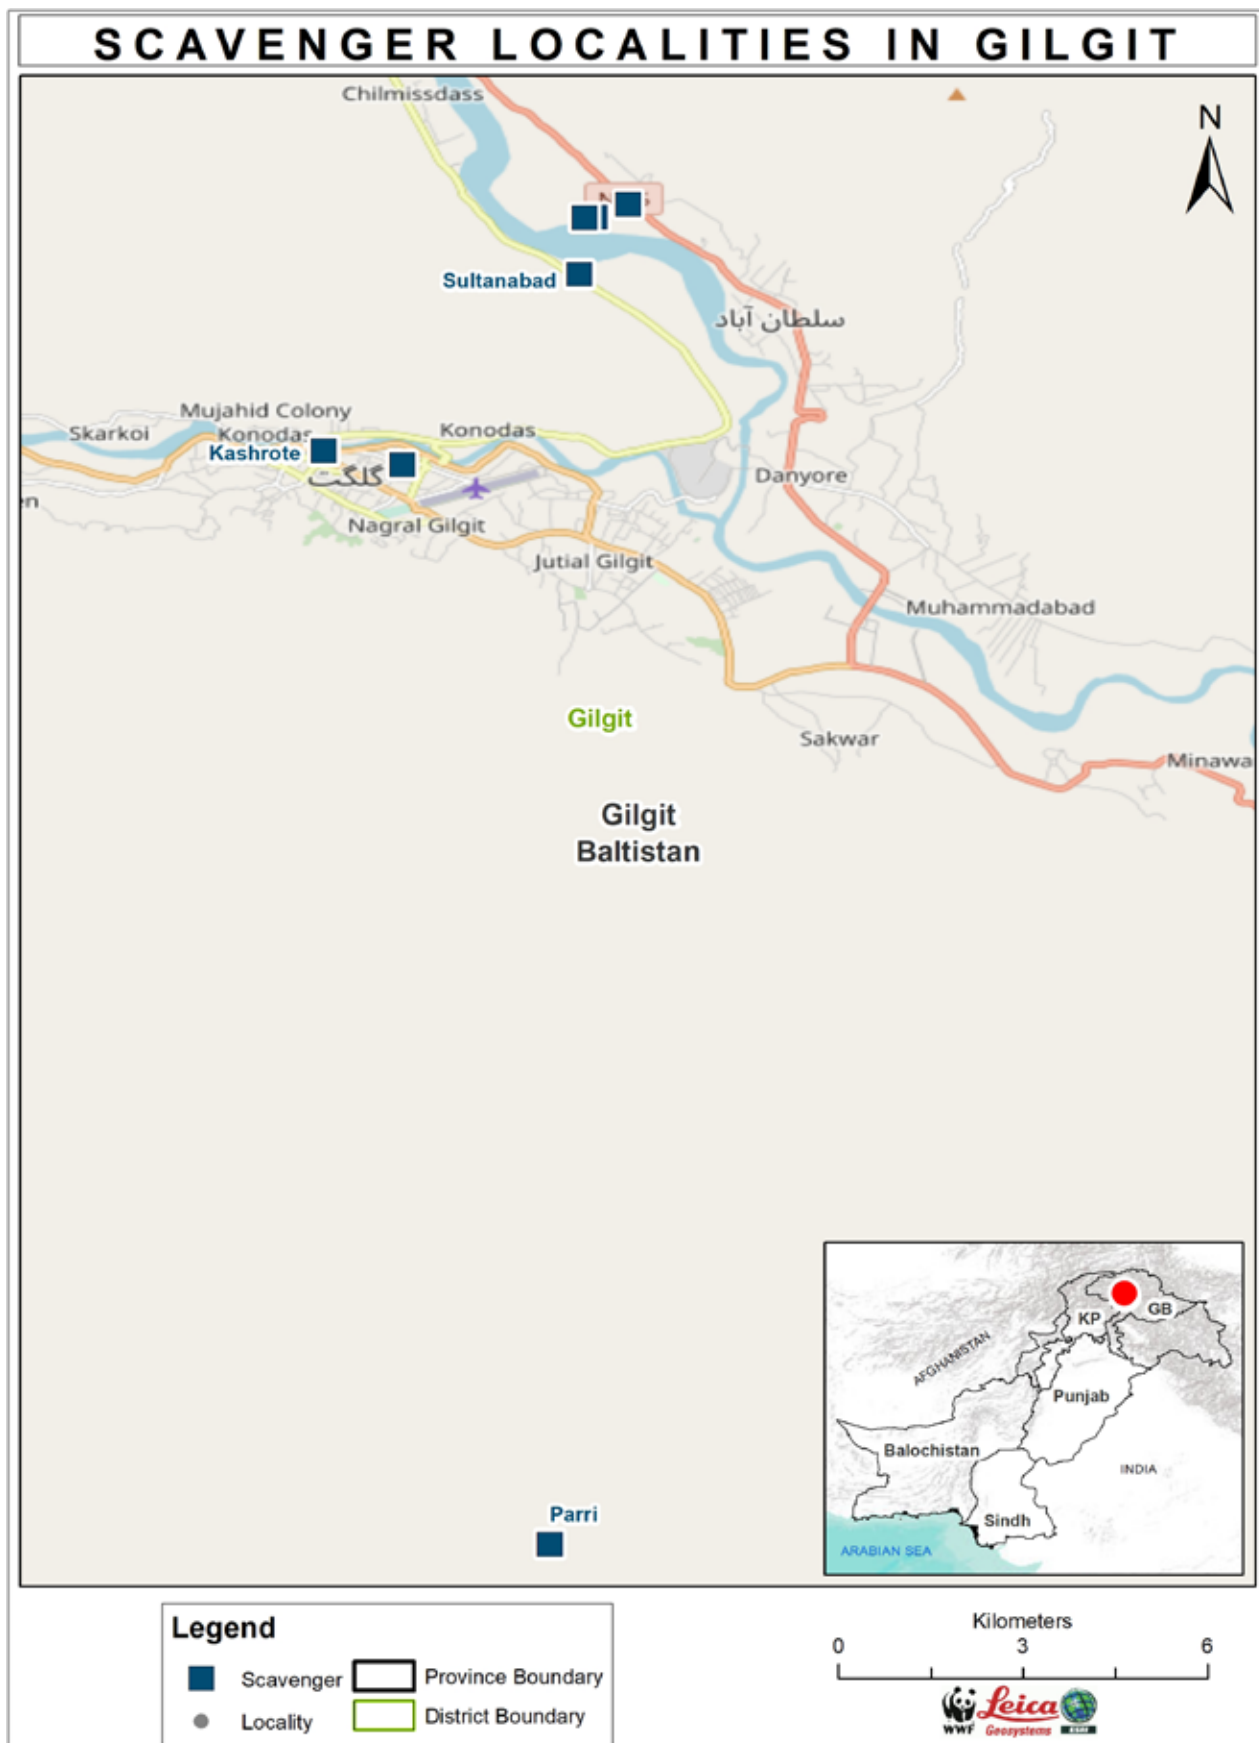 SCAVENGER LOCALITIES IN GILGIT
Chilmissdass
N
Sultanabad
سلطان آباد
Mujahid Colony
Skarkoi
Konodas
Konodas
Kashrote
گلگت
Danyore
en
Nagral Gilgit
Jutial Gilgit
Muhammadabad
Gilgit
Sakwar
Minawa
Gilgit
Baltistan
GB
KP
AFGHANISTAN
Punjab
Balochistan
INDIA
Sindh
ARABIAN SEA
Parri
Legend
Scavenger
Province Boundary
Locality
District Boundary
Kilometers
0 3 6
WWF
Leica
Geosystems
esri